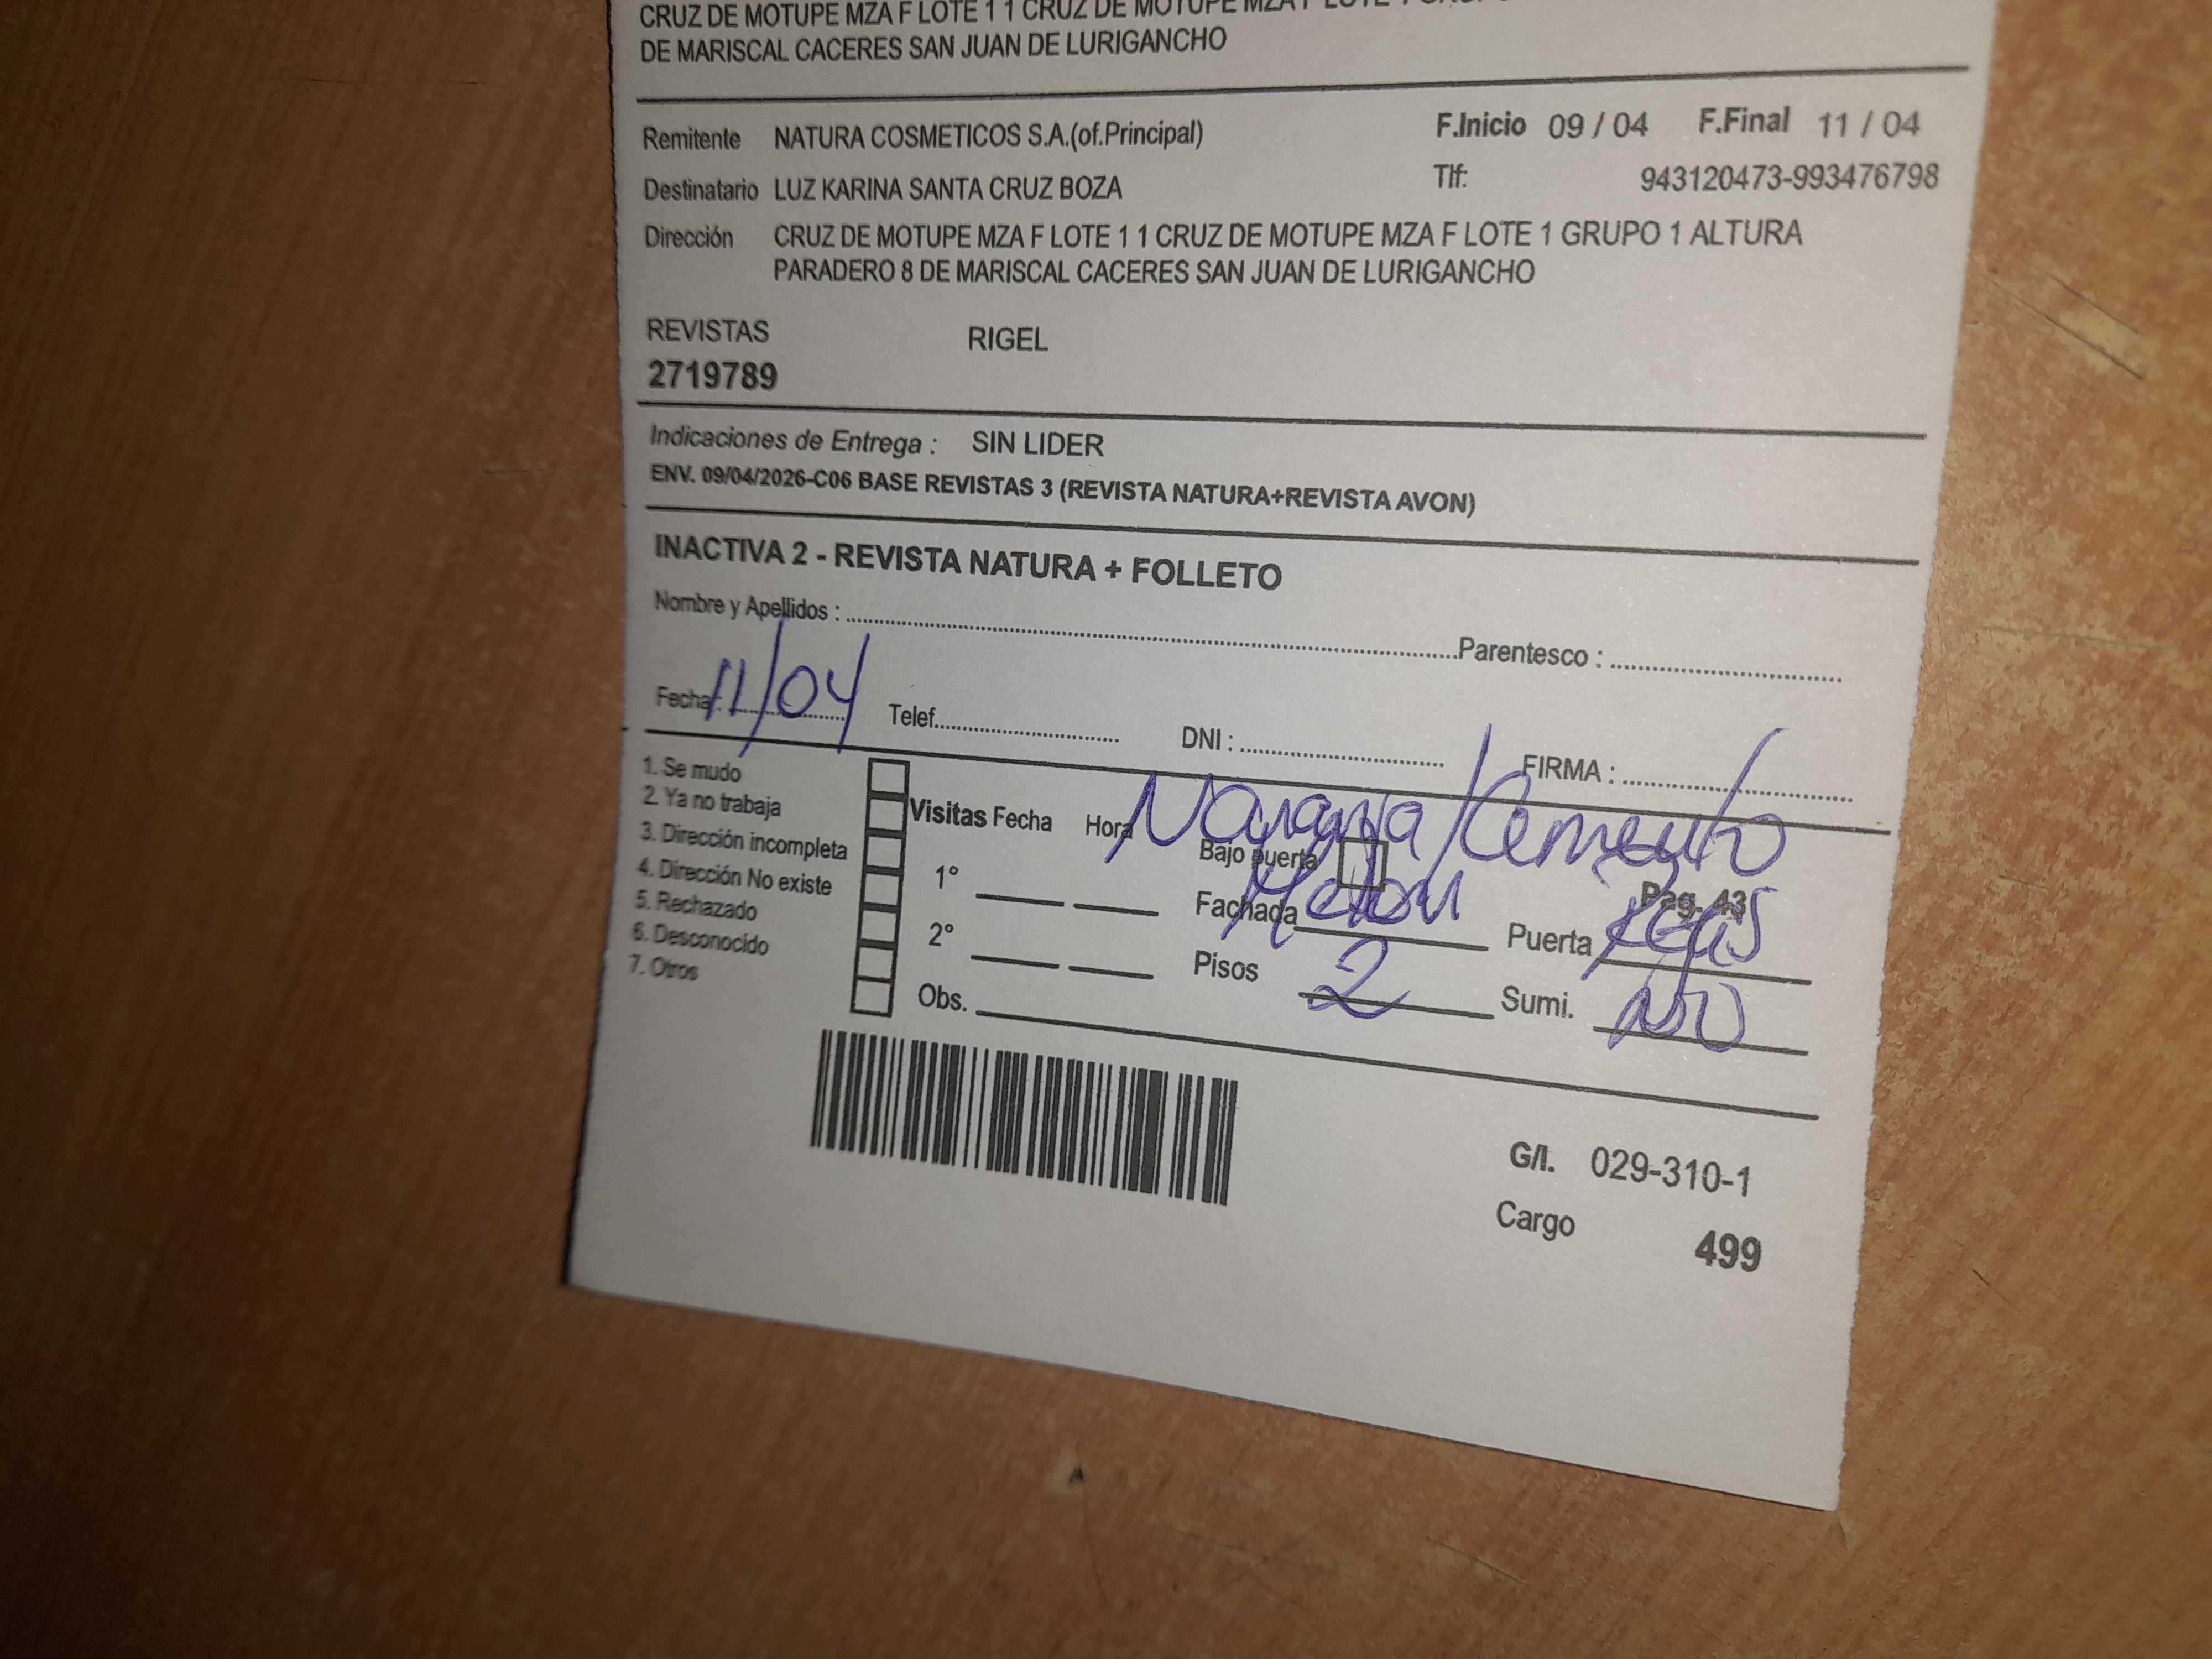 CRUZ DE MOTUPE MZA F LOTE 1 1 CRUZ DE MOTUPE MZA F LOTE 1
DE MARISCAL CACERES SAN JUAN DE LURIGANCHO
Remitente NATURA COSMETICOS S.A.(of.Principal) F.Inicio 09 / 04 F.Final 11 / 04
Destinatario LUZ KARINA SANTA CRUZ BOZA Tlf: 943120473-993476798
Dirección CRUZ DE MOTUPE MZA F LOTE 1 1 CRUZ DE MOTUPE MZA F LOTE 1 GRUPO 1 ALTURA
PARADERO 8 DE MARISCAL CACERES SAN JUAN DE LURIGANCHO
REVISTAS RIGEL
2719789
Indicaciones de Entrega : SIN LIDER
ENV. 09/04/2026-C06 BASE REVISTAS 3 (REVISTA NATURA+REVISTA AVON)
INACTIVA 2 - REVISTA NATURA + FOLLETO
Nombre y Apellidos : Parentesco :
Fecha: 11/04 Telef. DNI : FIRMA :
1. Se mudo
2. Ya no trabaja
3. Dirección incompleta
4. Dirección No existe
5. Rechazado
6. Desconocido
7. Otros
Visitas Fecha Hora Naranja/Cemento
Bajo puerta Pag. 43
1° Fachada Melon Puerta Rejas
2° Pisos 2 Sumi. NO
Obs.
G/I. 029-310-1
Cargo 499